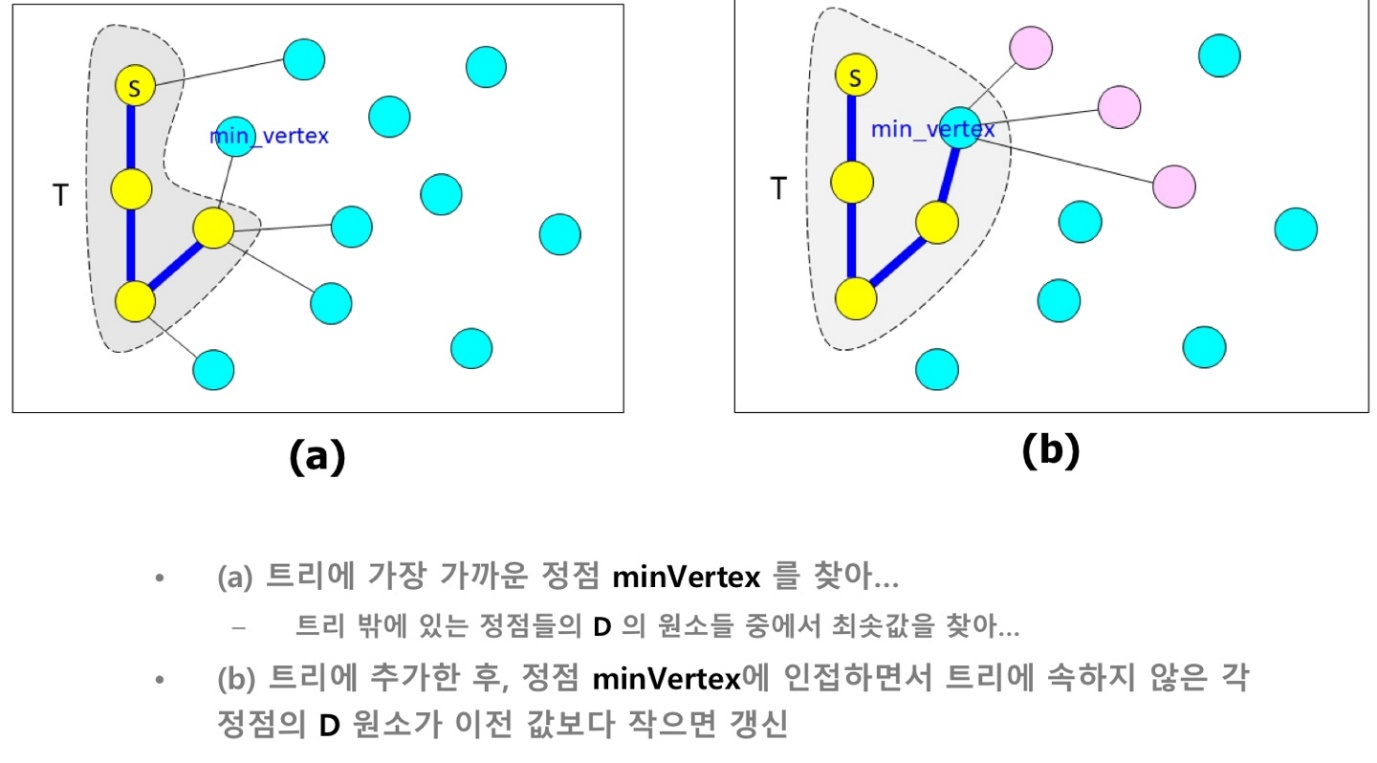 S
min_vertex
T
(a)
S
min_vertex
T
(b)
• (a) 트리에 가장 가까운 정점 minVertex 를 찾아...
– 트리 밖에 있는 정점들의 D 의 원소들 중에서 최솟값을 찾아...
• (b) 트리에 추가한 후, 정점 minVertex에 인접하면서 트리에 속하지 않은 각
정점의 D 원소가 이전 값보다 작으면 갱신